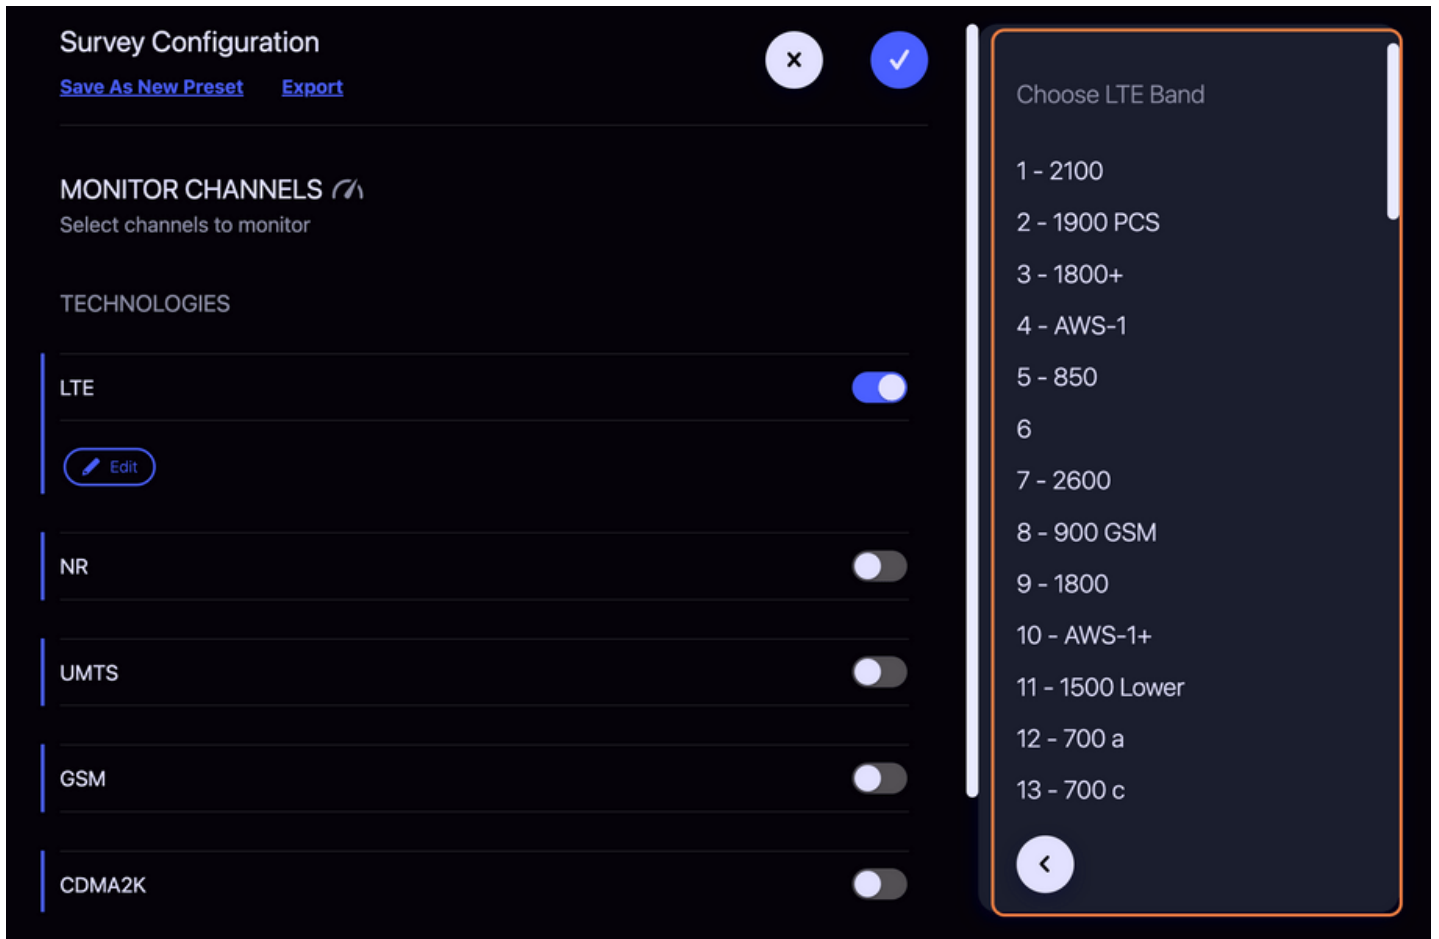 Survey Configuration
Save As New Preset Export
MONITOR CHANNELS
Select channels to monitor
TECHNOLOGIES
LTE
Edit
NR
UMTS
GSM
CDMA2K
Choose LTE Band
1 - 2100
2 - 1900 PCS
3 - 1800+
4 - AWS-1
5 - 850
6
7 - 2600
8 - 900 GSM
9 - 1800
10 - AWS-1+
11 - 1500 Lower
12 - 700 a
13 - 700 c